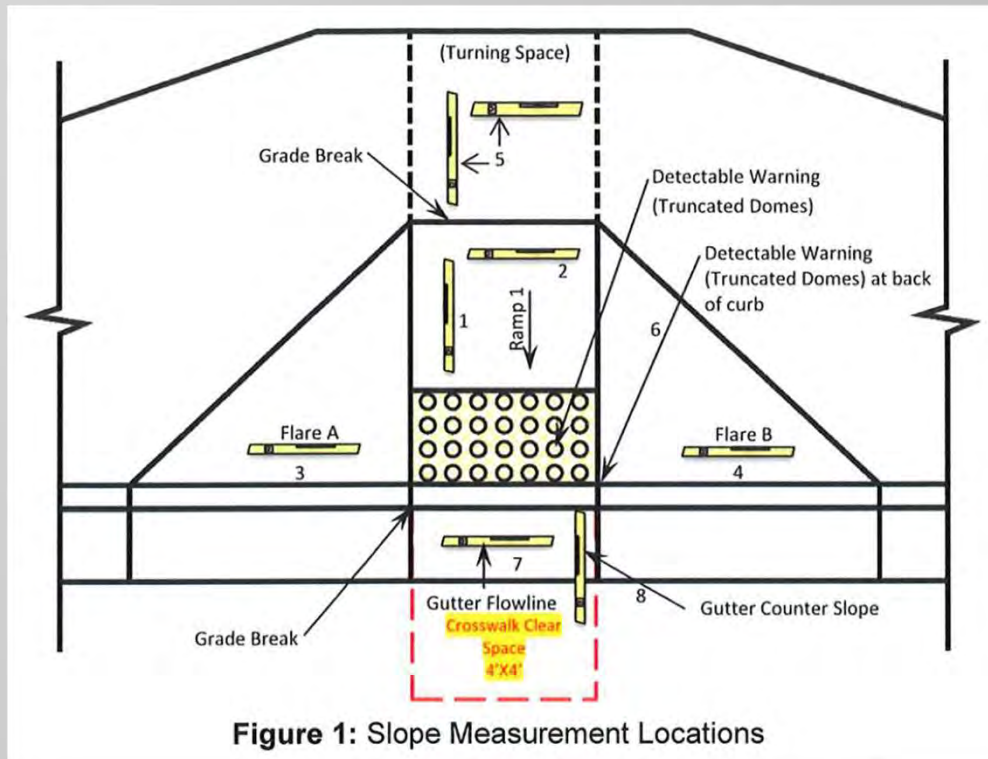 (Turning Space)
5
Grade Break
Detectable Warning
(Truncated Domes)
2
Detectable Warning
(Truncated Domes) at back
of curb
1
Ramp 1
6
Flare A
3
Flare B
4
7
8
Gutter Flowline
Gutter Counter Slope
Crosswalk Clear
Space
4'X4'
Grade Break
Figure 1: Slope Measurement Locations